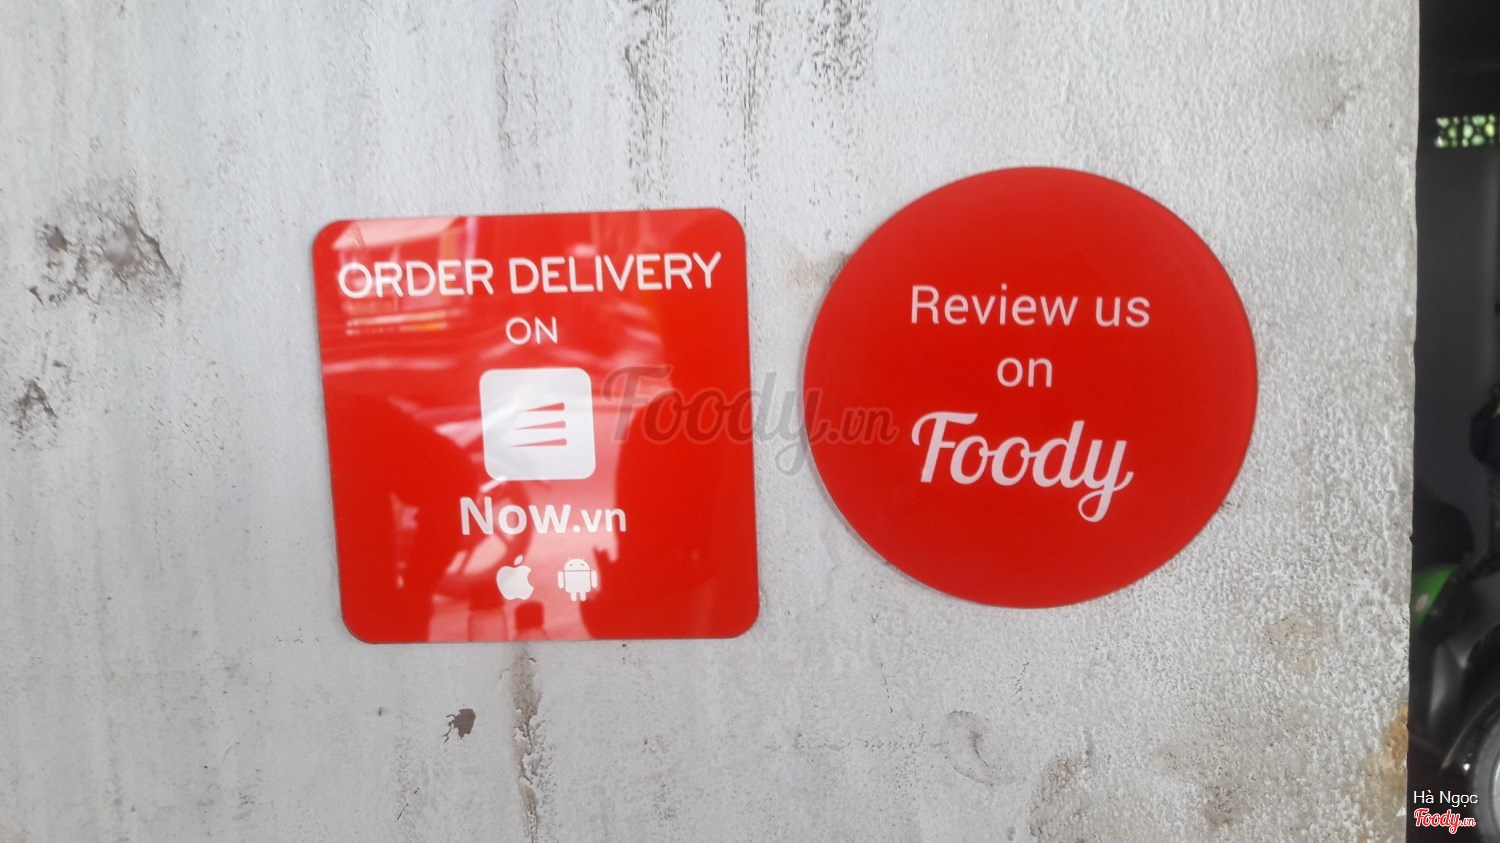 ORDER DELIVERY
ON
Now.vn
Review us
on
Foody
Foody.vn
Hà Ngọc
Foody.vn